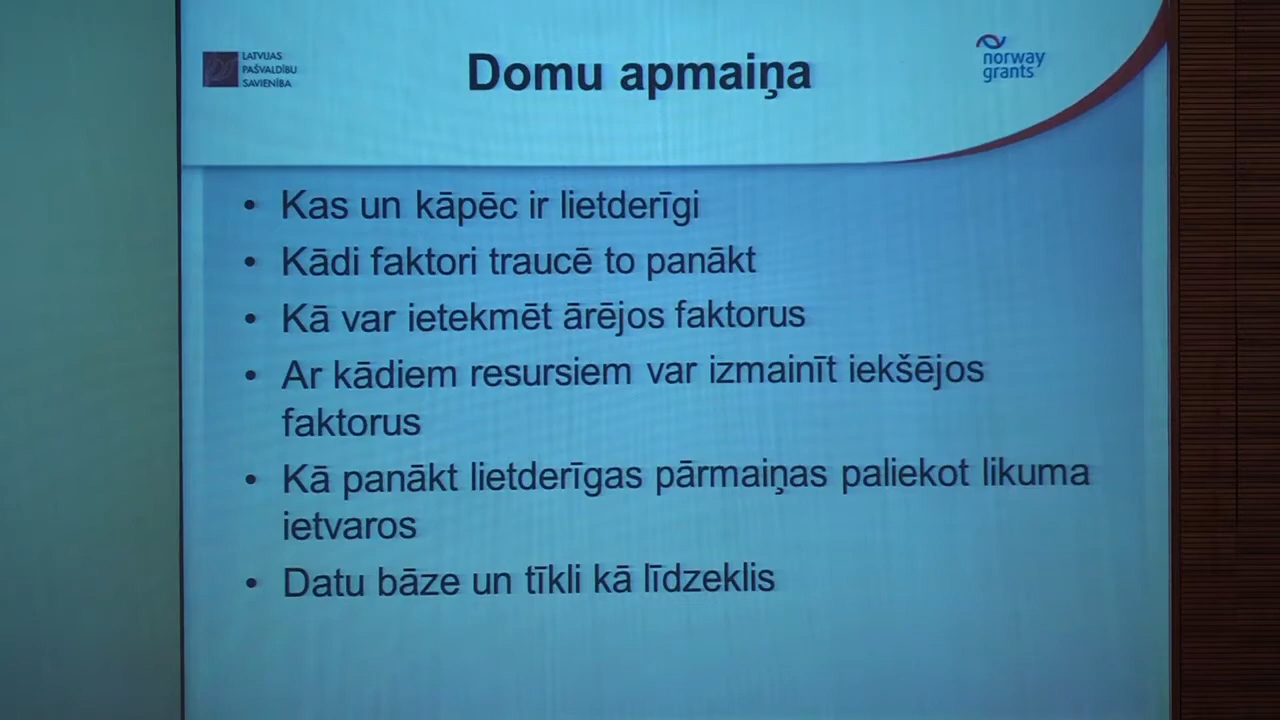 LATVIJAS
PAŠVALDĪBU
SAVIENĪBA
Domu apmaiņa
norway
grants
• Kas un kāpēc ir lietderīgi
• Kādi faktori traucē to panākt
• Kā var ietekmēt ārējos faktorus
• Ar kādiem resursiem var izmainīt iekšējos
faktorus
• Kā panākt lietderīgas pārmaiņas paliekot likuma
ietvaros
• Datu bāze un tīkli kā līdzeklis